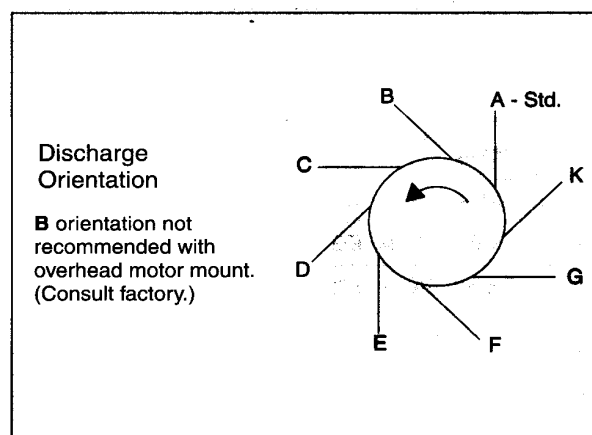 Discharge
Orientation
B orientation not
recommended with
overhead motor mount.
(Consult factory.)
A - Std.
B
C
D
E
F
G
K